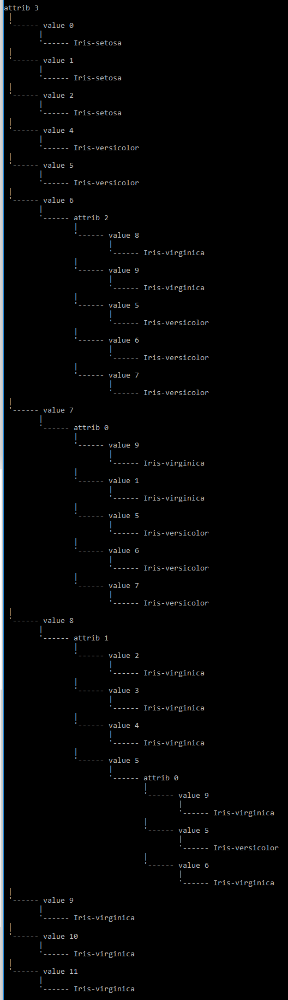 attrib 3
|
'------ value 0
|
'------ Iris-setosa
|
'------ value 1
|
'------ Iris-setosa
|
'------ value 2
|
'------ Iris-setosa
|
'------ value 4
|
'------ Iris-versicolor
|
'------ value 5
|
'------ Iris-versicolor
|
'------ value 6
|
'------ attrib 2
|
'------ value 8
|
'------ Iris-virginica
|
'------ value 9
|
'------ Iris-virginica
|
'------ value 5
|
'------ Iris-versicolor
|
'------ value 6
|
'------ Iris-versicolor
|
'------ value 7
|
'------ Iris-versicolor
|
'------ value 7
|
'------ attrib 0
|
'------ value 9
|
'------ Iris-virginica
|
'------ value 1
|
'------ Iris-virginica
|
'------ value 5
|
'------ Iris-versicolor
|
'------ value 6
|
'------ Iris-versicolor
|
'------ value 7
|
'------ Iris-versicolor
|
'------ value 8
|
'------ attrib 1
|
'------ value 2
|
'------ Iris-virginica
|
'------ value 3
|
'------ Iris-virginica
|
'------ value 4
|
'------ Iris-virginica
|
'------ value 5
|
'------ attrib 0
|
'------ value 9
|
'------ Iris-virginica
|
'------ value 5
|
'------ Iris-versicolor
|
'------ value 6
|
'------ Iris-virginica
|
'------ value 9
|
'------ Iris-virginica
|
'------ value 10
|
'------ Iris-virginica
|
'------ value 11
|
'------ Iris-virginica